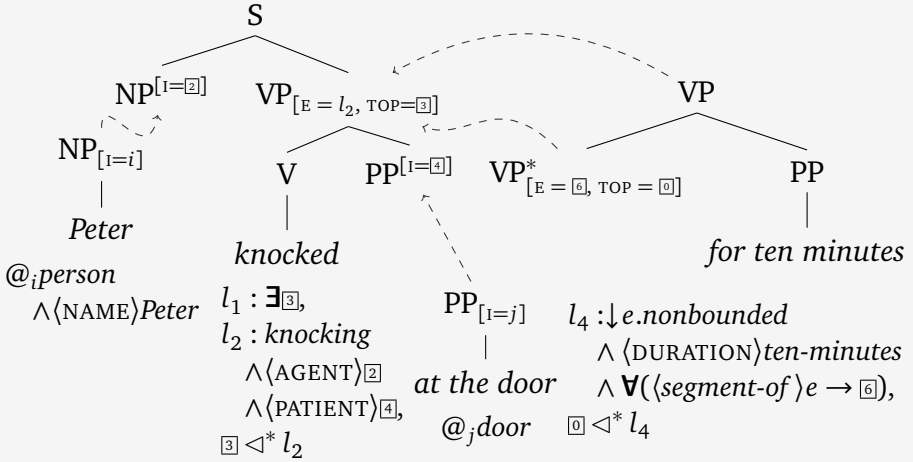 S
NP[I=2] VP[E = l₂, TOP=3] VP
NP[I=i] V PP[I=4] VP*[E = 6, TOP = 0] PP
Peter knocked for ten minutes
@ᵢperson
∧⟨NAME⟩Peter
l₁ : ∃3,
l₂ : knocking
∧⟨AGENT⟩2
∧⟨PATIENT⟩4,
3 ◁* l₂
PP[I=j]
at the door
@ⱼdoor
l₄ :↓e.nonbounded
∧ ⟨DURATION⟩ten-minutes
∧ ∀(⟨segment-of ⟩e → 6),
0 ◁* l₄